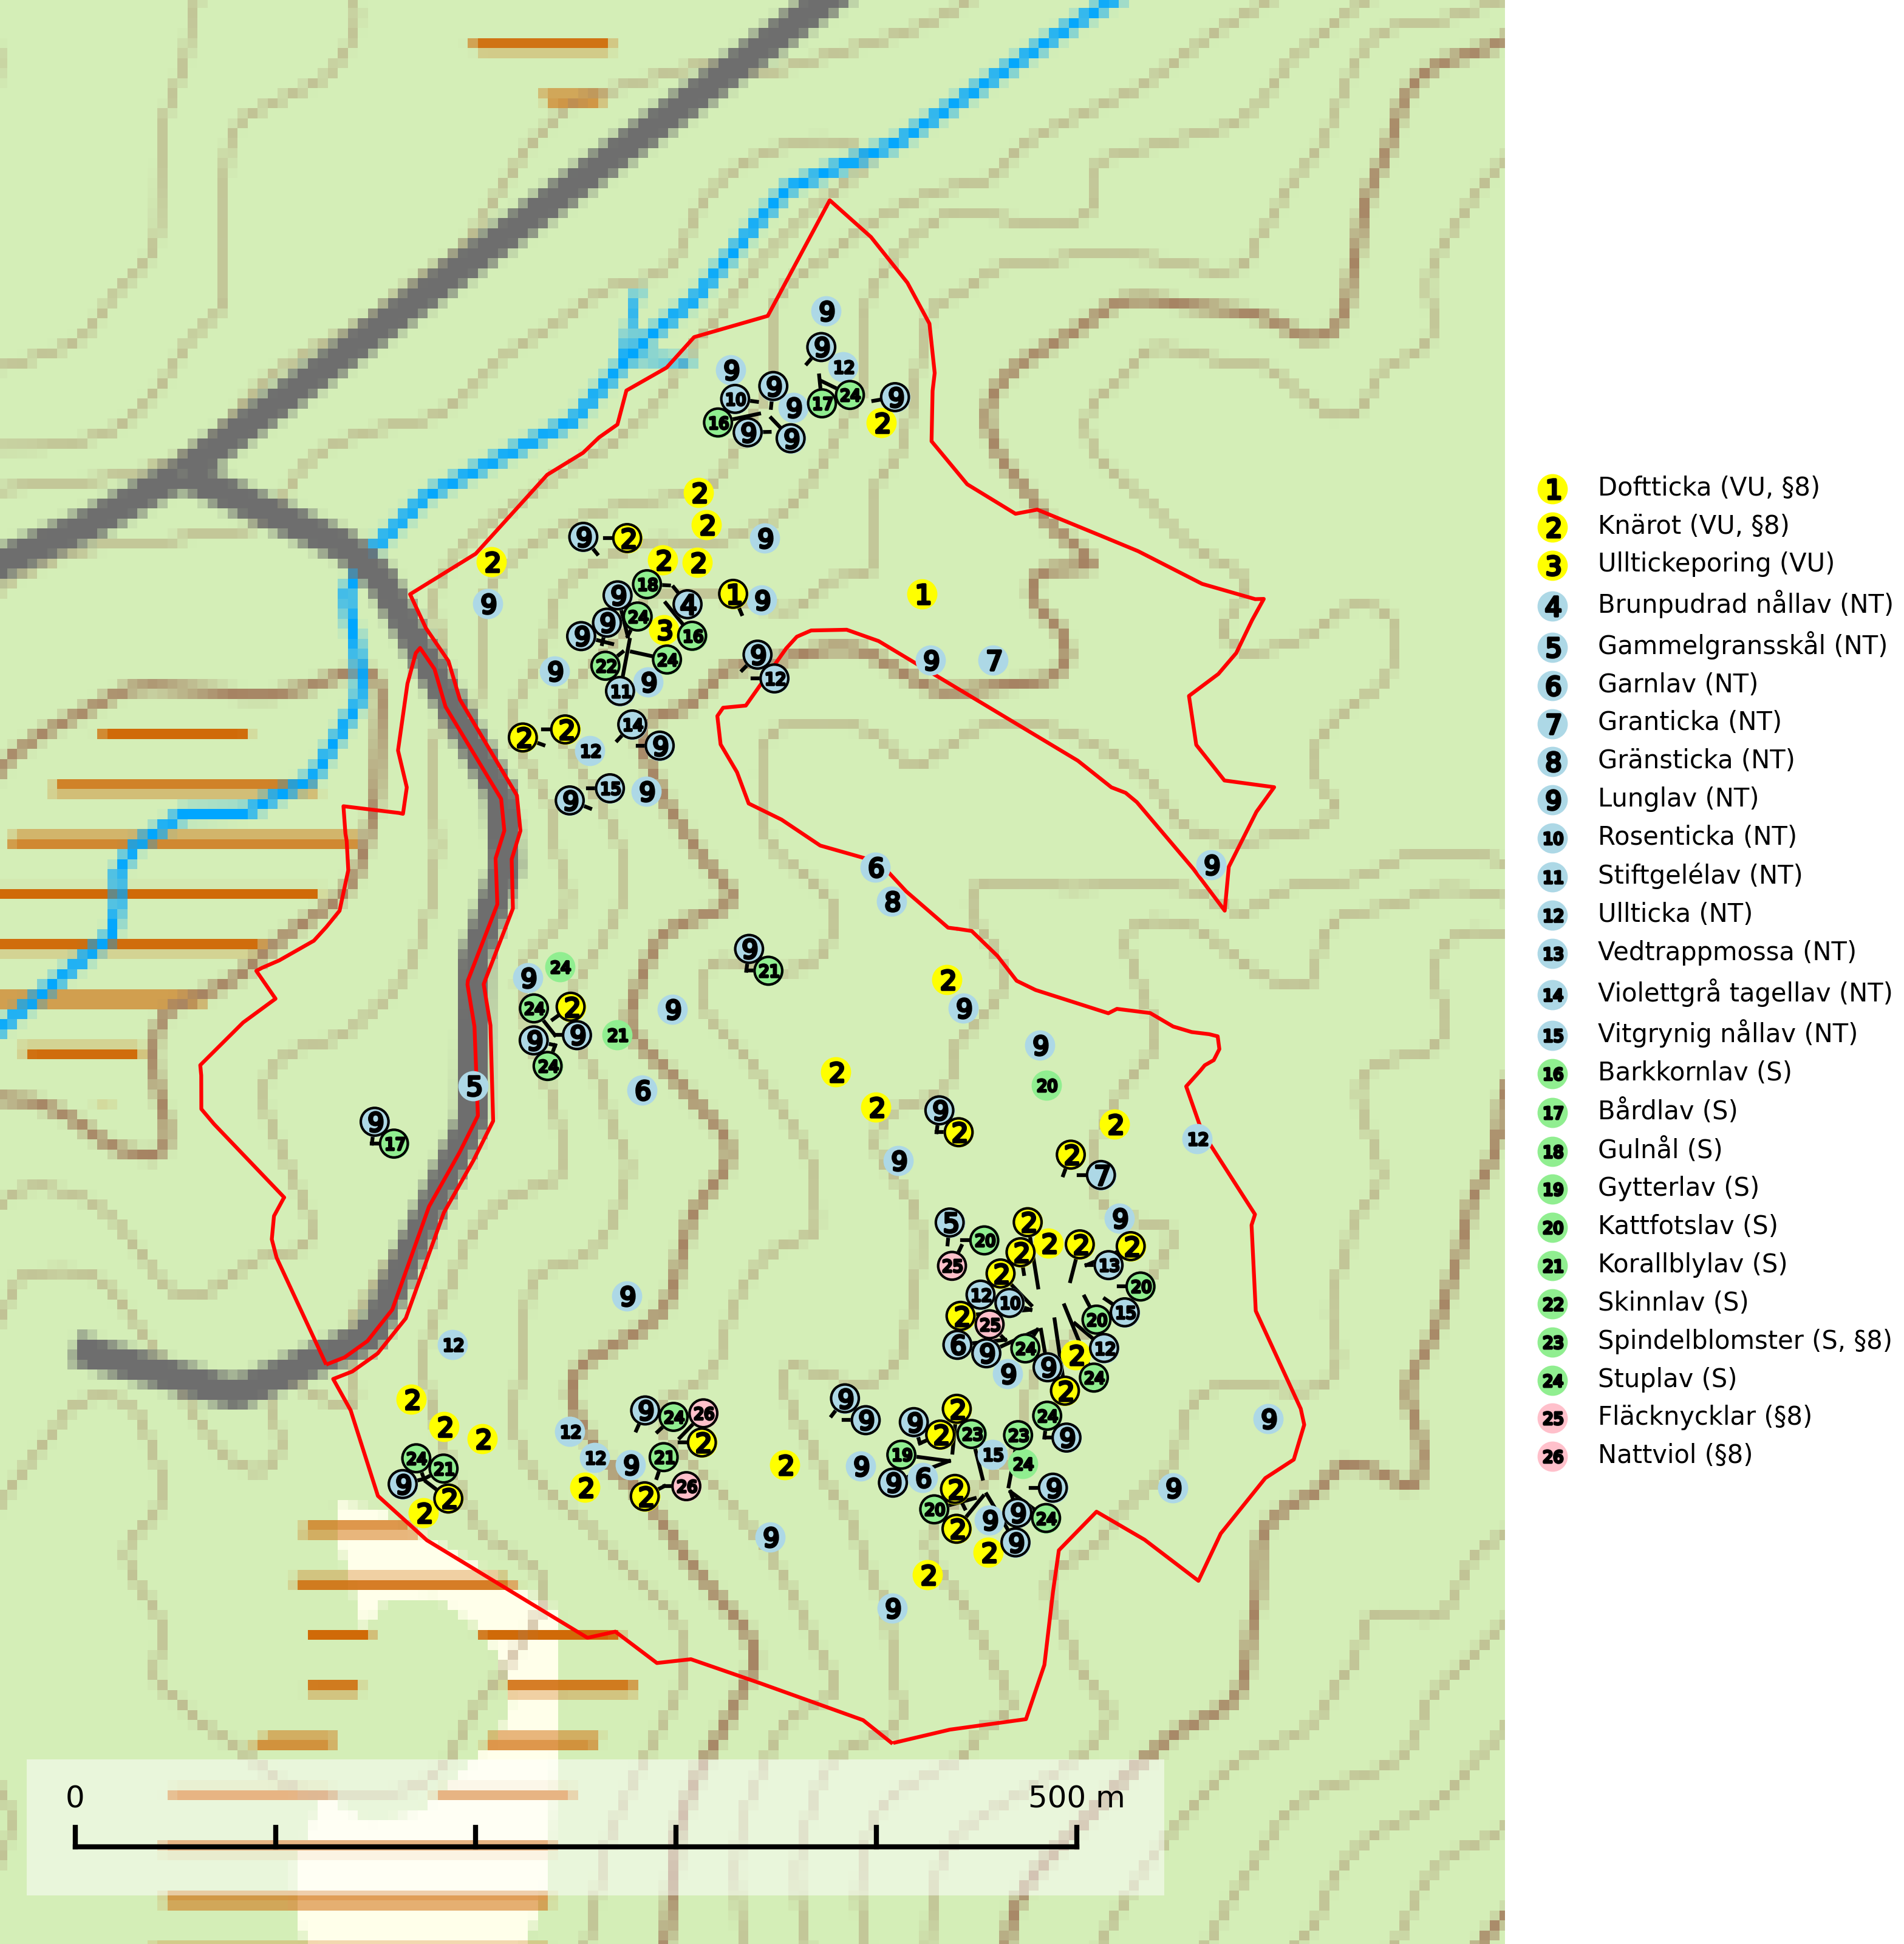 1 Doftticka (VU, §8)
2 Knärot (VU, §8)
3 Ulltickeporing (VU)
4 Brunpudrad nållav (NT)
5 Gammelgransskål (NT)
6 Garnlav (NT)
7 Granticka (NT)
8 Gränsticka (NT)
9 Lunglav (NT)
10 Rosenticka (NT)
11 Stiftgelélav (NT)
12 Ullticka (NT)
13 Vedtrappmossa (NT)
14 Violettgrå tagellav (NT)
15 Vitgrynig nållav (NT)
16 Barkkornlav (S)
17 Bårdlav (S)
18 Gulnål (S)
19 Gytterlav (S)
20 Kattfotslav (S)
21 Korallblylav (S)
22 Skinnlav (S)
23 Spindelblomster (S, §8)
24 Stuplav (S)
25 Fläcknycklar (§8)
26 Nattviol (§8)
0 500 m